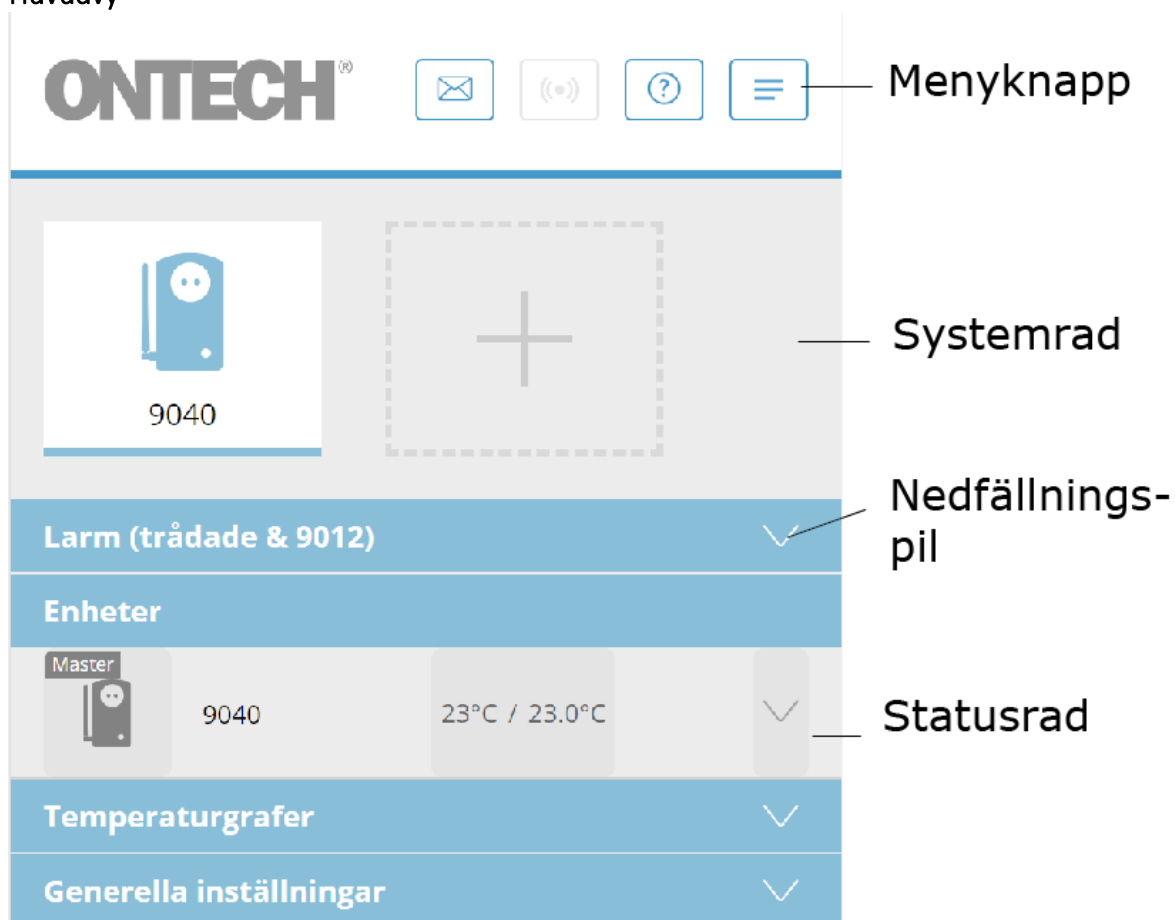 Huvudvy
ONTECH®
Menyknapp
9040
Systemrad
Nedfällnings-
pil
Larm (trådade & 9012)
Enheter
Master
9040
23°C / 23.0°C
Statusrad
Temperaturgrafer
Generella inställningar